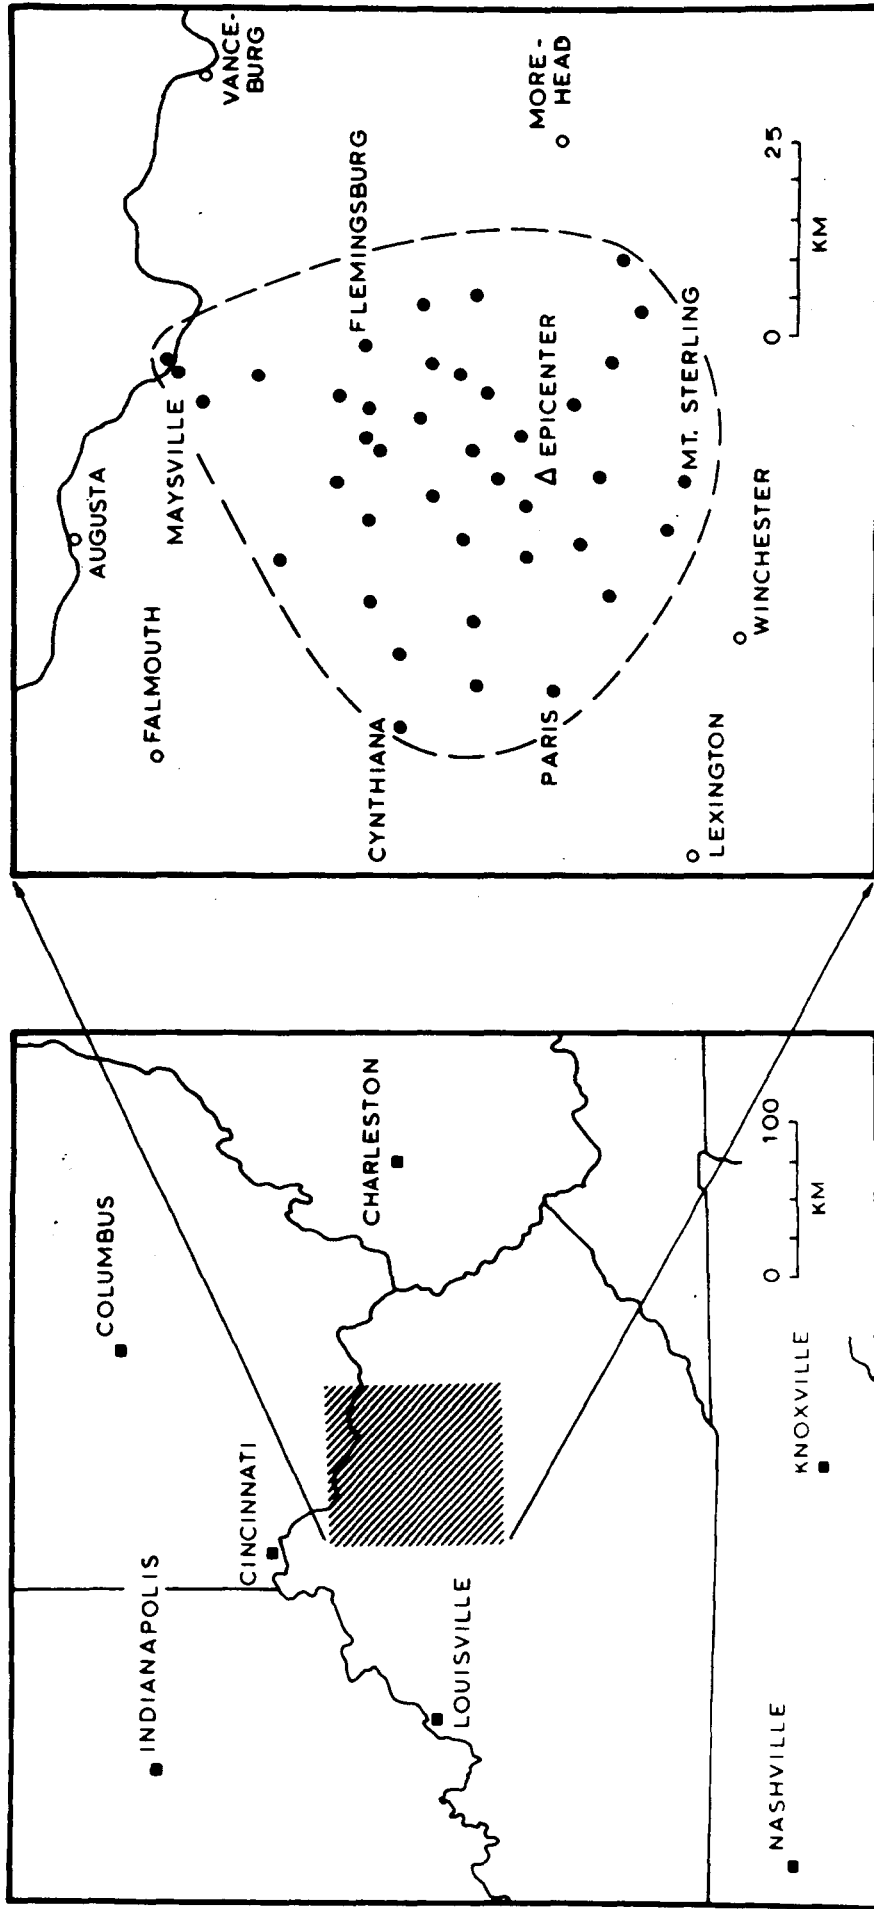 INDIANAPOLIS
COLUMBUS
CINCINNATI
CHARLESTON
LOUISVILLE
NASHVILLE
KNOXVILLE
0 100
KM
AUGUSTA
VANCE-
BURG
FALMOUTH
MAYSVILLE
FLEMINGSBURG
CYNTHIANA
MORE-
HEAD
PARIS
EPICENTER
MT. STERLING
LEXINGTON
WINCHESTER
0 25
KM